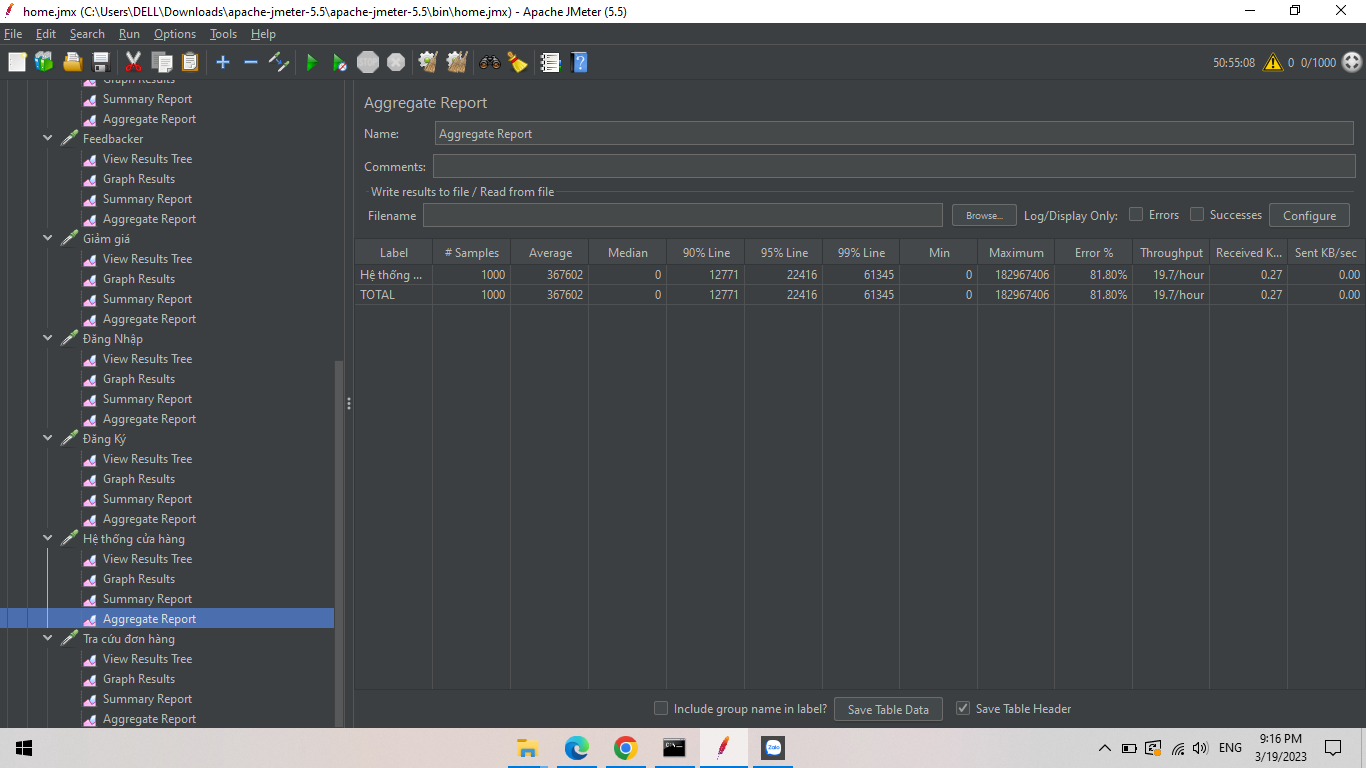 home.jmx (C:\Users\DELL\Downloads\apache-jmeter-5.5\apache-jmeter-5.5\bin\home.jmx) - Apache JMeter (5.5)
File Edit Search Run Options Tools Help
STOP 50:55:08 0 0/1000
Graph Results
Summary Report
Aggregate Report
Feedbacker
View Results Tree
Graph Results
Summary Report
Aggregate Report
Giảm giá
View Results Tree
Graph Results
Summary Report
Aggregate Report
Đăng Nhập
View Results Tree
Graph Results
Summary Report
Aggregate Report
Đăng Ký
View Results Tree
Graph Results
Summary Report
Aggregate Report
Hệ thống cửa hàng
View Results Tree
Graph Results
Summary Report
Aggregate Report
Tra cứu đơn hàng
View Results Tree
Graph Results
Summary Report
Aggregate Report
Aggregate Report
Name: Aggregate Report
Comments:
Write results to file / Read from file
Filename Browse... Log/Display Only: Errors Successes Configure
Label # Samples Average Median 90% Line 95% Line 99% Line Min Maximum Error % Throughput Received K... Sent KB/sec
Hệ thống ... 1000 367602 0 12771 22416 61345 0 182967406 81.80% 19.7/hour 0.27 0.00
TOTAL 1000 367602 0 12771 22416 61345 0 182967406 81.80% 19.7/hour 0.27 0.00
Include group name in label? Save Table Data Save Table Header
Zalo ENG 9:16 PM
3/19/2023